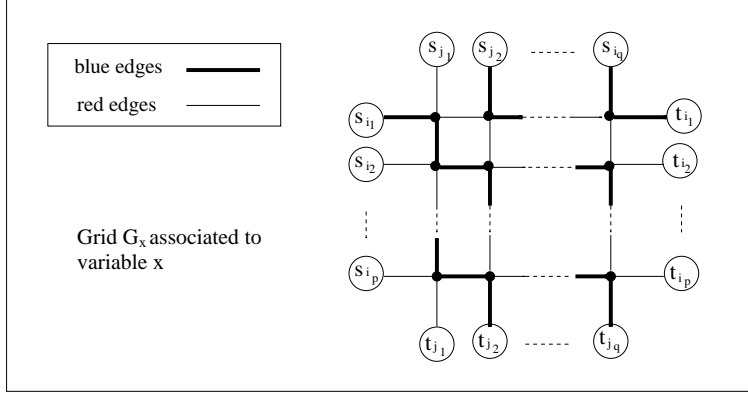 blue edges
red edges
s_{j_1} s_{j_2} s_{i_q}
s_{i_1} t_{i_1}
s_{i_2} t_{i_2}
Grid G_x associated to
variable x
s_{i_p} t_{i_p}
t_{j_1} t_{j_2} t_{j_q}